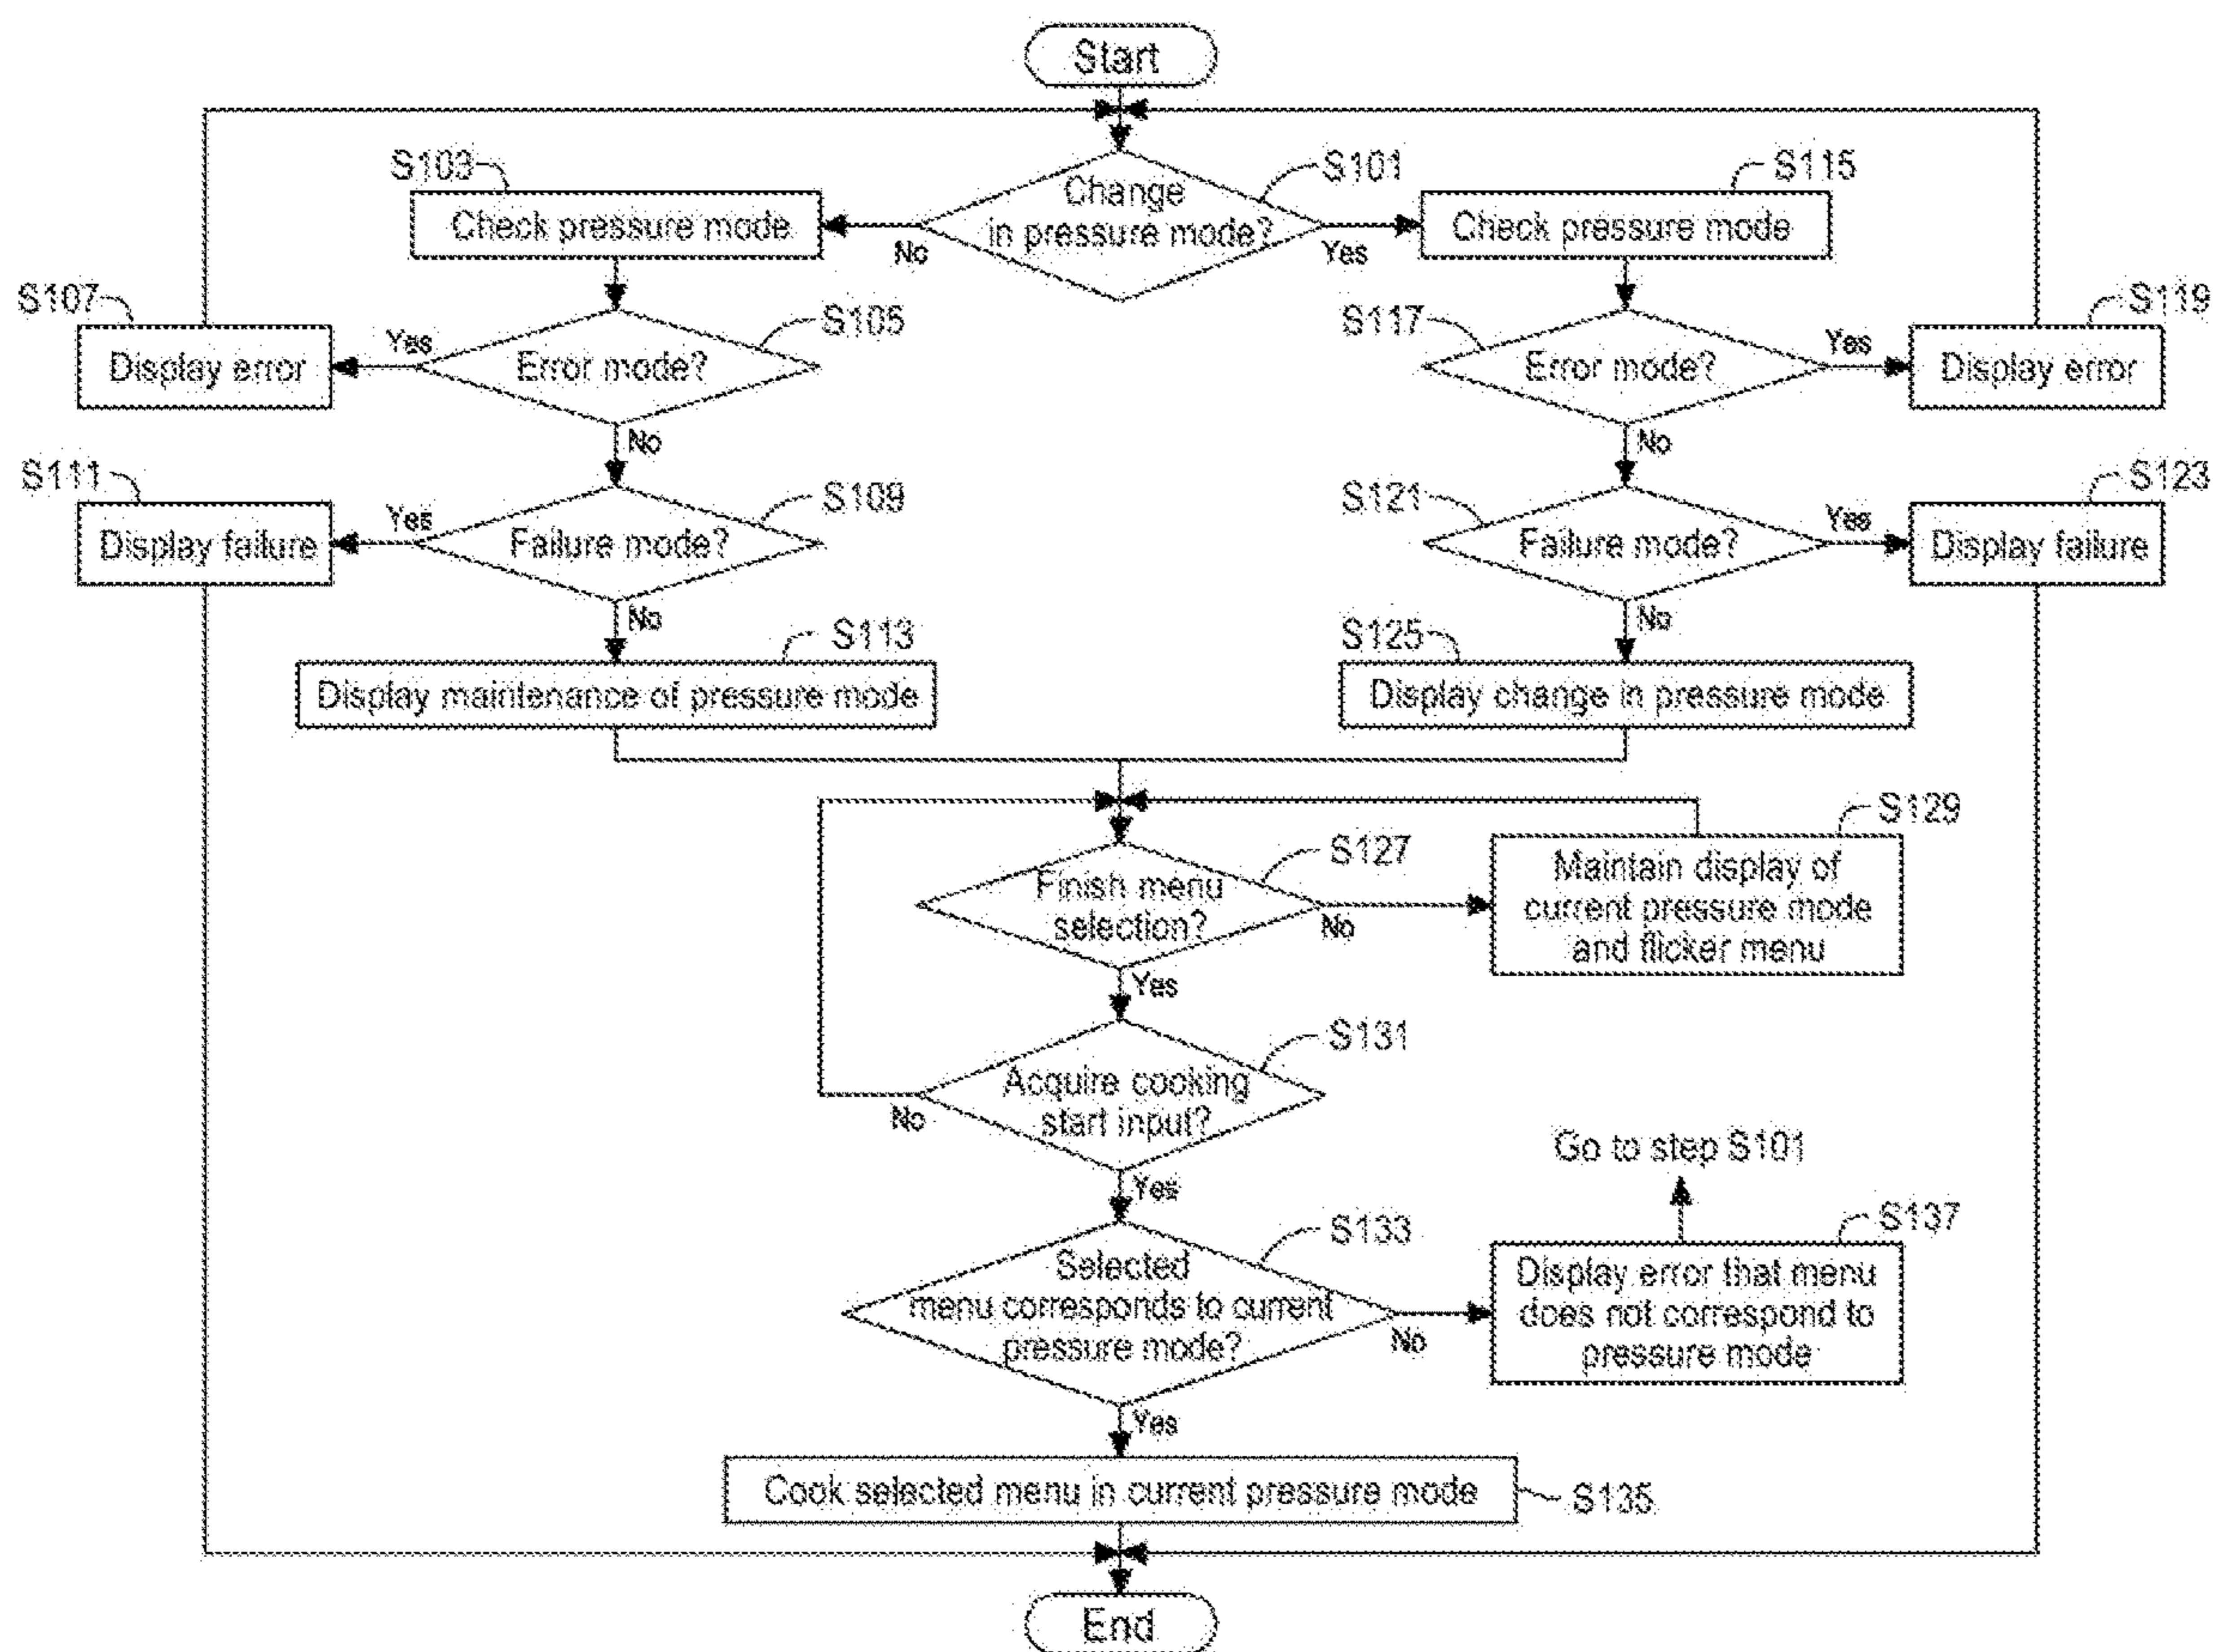 Start
S103
S101
S115
Change
in pressure mode?
Check pressure mode
Check pressure mode
No
Yes
S107
S105
S117
S119
Yes
Yes
Display error
Error mode?
Error mode?
Display error
No
No
S111
S109
S121
S123
Yes
Yes
Display failure
Failure mode?
Failure mode?
Display failure
No
No
S113
S125
Display maintenance of pressure mode
Display change in pressure mode
S127
S129
Finish menu
selection?
No
Maintain display of
current pressure mode
and flicker menu
Yes
S131
Acquire cooking
start input?
No
Go to step S101
Yes
S133
S137
Selected
menu corresponds to current
pressure mode?
No
Display error that menu
does not correspond to
pressure mode
Yes
Cook selected menu in current pressure mode
S135
End